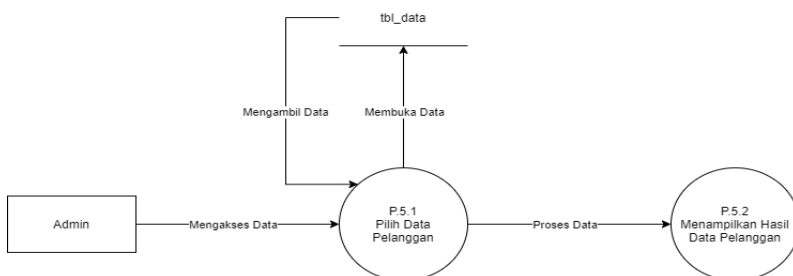 tbl_data
Mengambil Data
Membuka Data
Admin
Mengakses Data
P.5.1
Pilih Data
Pelanggan
Proses Data
P.5.2
Menampilkan Hasil
Data Pelanggan